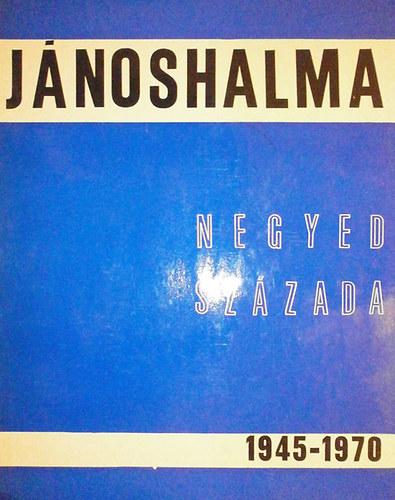 JÁNOSHALMA
NEGYED
SZÁZADA
1945-1970